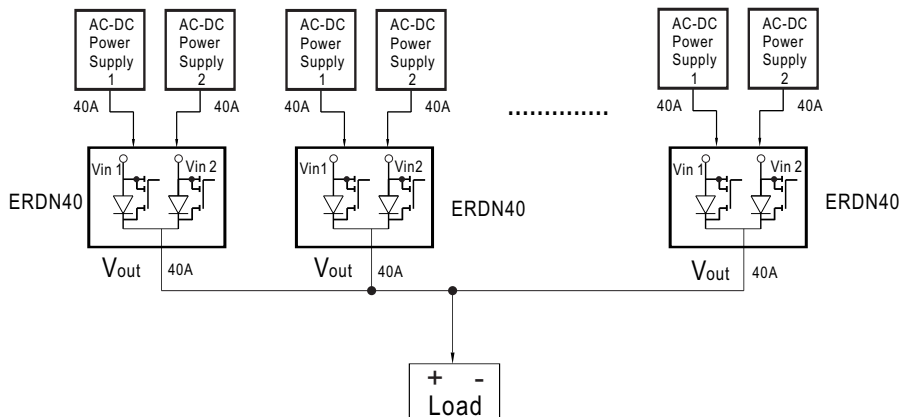 AC-DC
Power
Supply
1
AC-DC
Power
Supply
2
AC-DC
Power
Supply
1
AC-DC
Power
Supply
2
AC-DC
Power
Supply
1
AC-DC
Power
Supply
2
40A
40A
40A
40A
40A
40A
..............
Vin 1
Vin 2
Vin1
Vin2
Vin 1
Vin 2
ERDN40
ERDN40
ERDN40
Vout
40A
Vout
40A
Vout
40A
+ -
Load